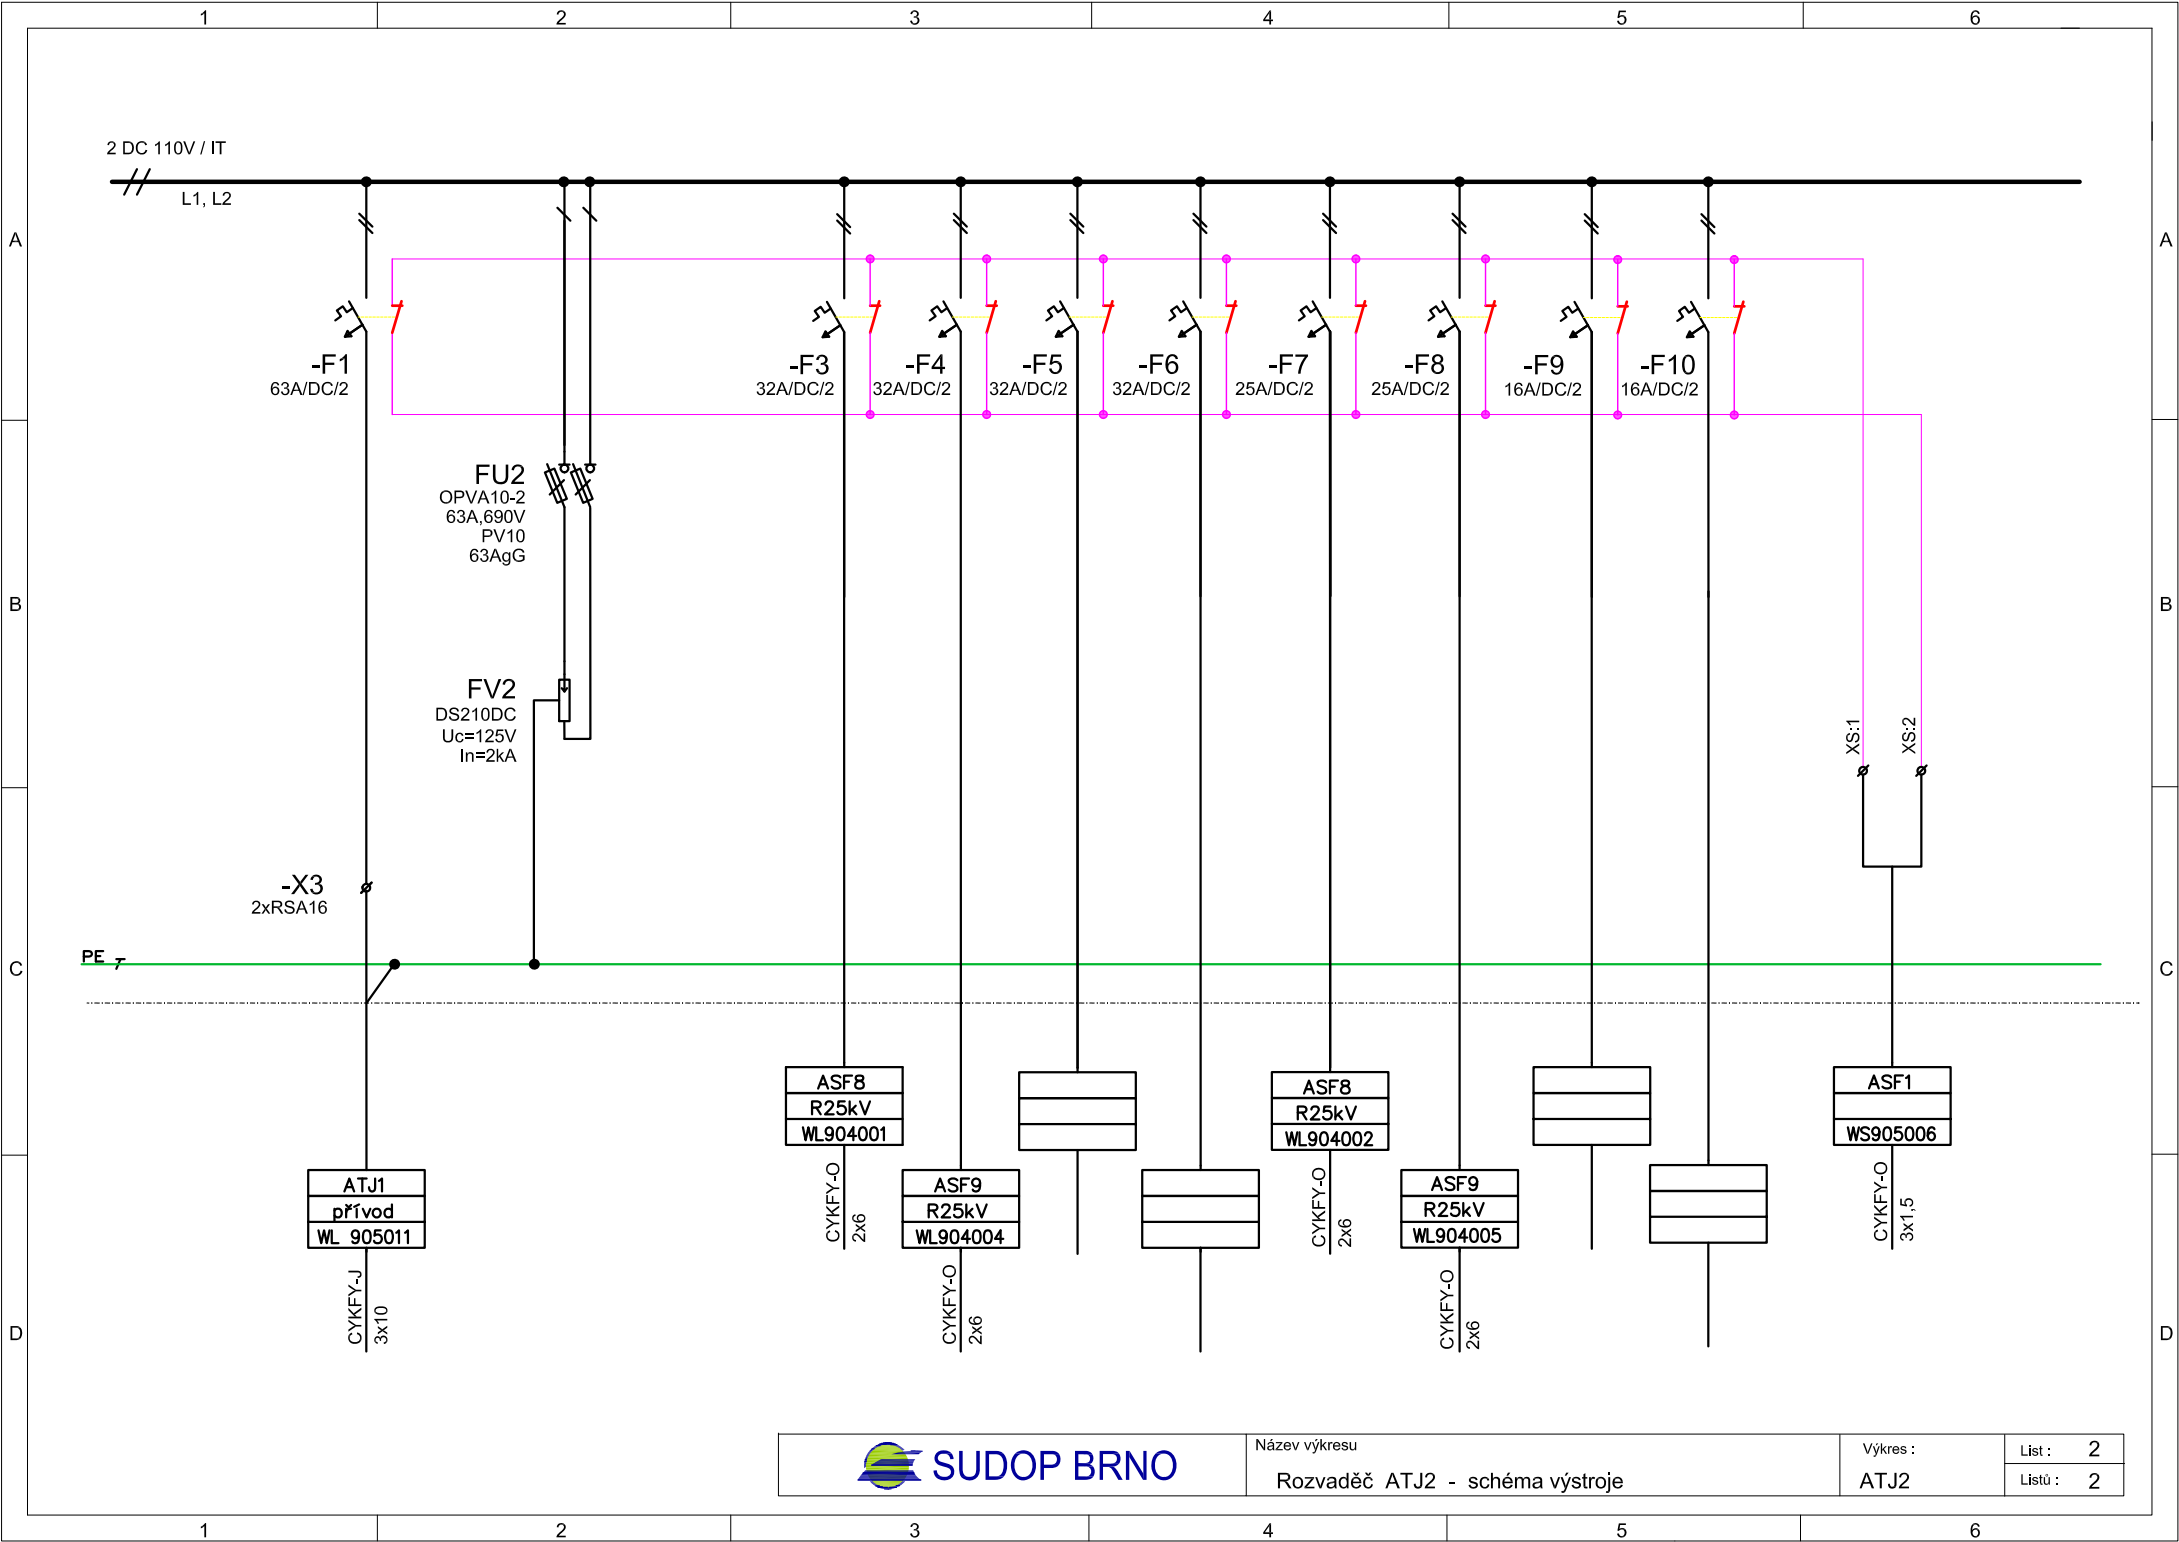 1 2 3 4 5 6
2 DC 110V / IT
L1, L2
A A
-F1
63A/DC/2
-F3
32A/DC/2
-F4
32A/DC/2
-F5
32A/DC/2
-F6
32A/DC/2
-F7
25A/DC/2
-F8
25A/DC/2
-F9
16A/DC/2
-F10
16A/DC/2
FU2
OPVA10-2
63A,690V
PV10
63AgG
B B
FV2
DS210DC
Uc=125V
In=2kA
XS:1
XS:2
-X3
2xRSA16
PE
C C
ATJ1
přívod
WL 905011
CYKFY-J
3x10
ASF8
R25kV
WL904001
CYKFY-O
2x6
ASF9
R25kV
WL904004
CYKFY-O
2x6
ASF8
R25kV
WL904002
CYKFY-O
2x6
ASF9
R25kV
WL904005
CYKFY-O
2x6
ASF1
WS905006
CYKFY-O
3x1,5
D D
SUDOP BRNO
Název výkresu
Rozvaděč ATJ2 - schéma výstroje
Výkres :
ATJ2
List : 2
Listů : 2
1 2 3 4 5 6